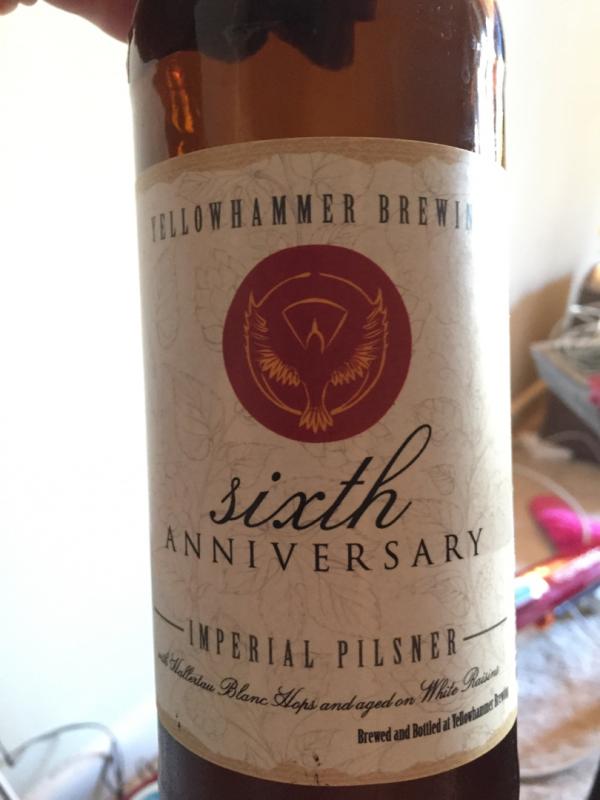 YELLOWHAMMER BREWIN
sixth
ANNIVERSARY
IMPERIAL PILSNER
with Hallertau Blanc Hops and aged on White Raisins
Brewed and Bottled at Yellowhammer Brewin